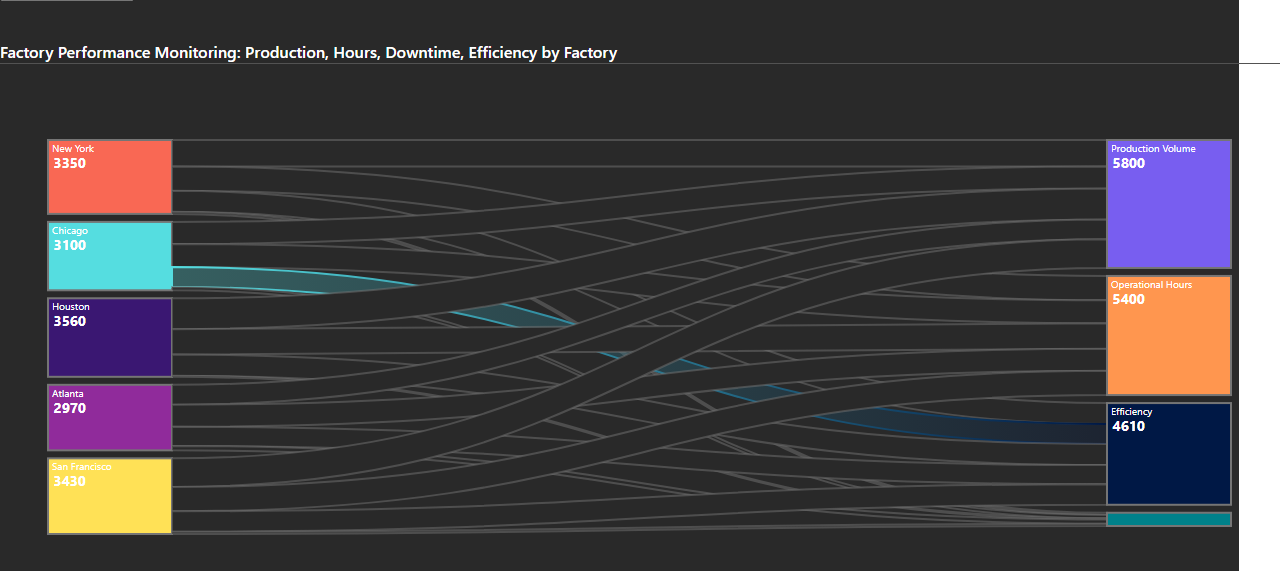 Factory Performance Monitoring: Production, Hours, Downtime, Efficiency by Factory
New York
3350
Chicago
3100
Houston
3560
Atlanta
2970
San Francisco
3430
Production Volume
5800
Operational Hours
5400
Efficiency
4610